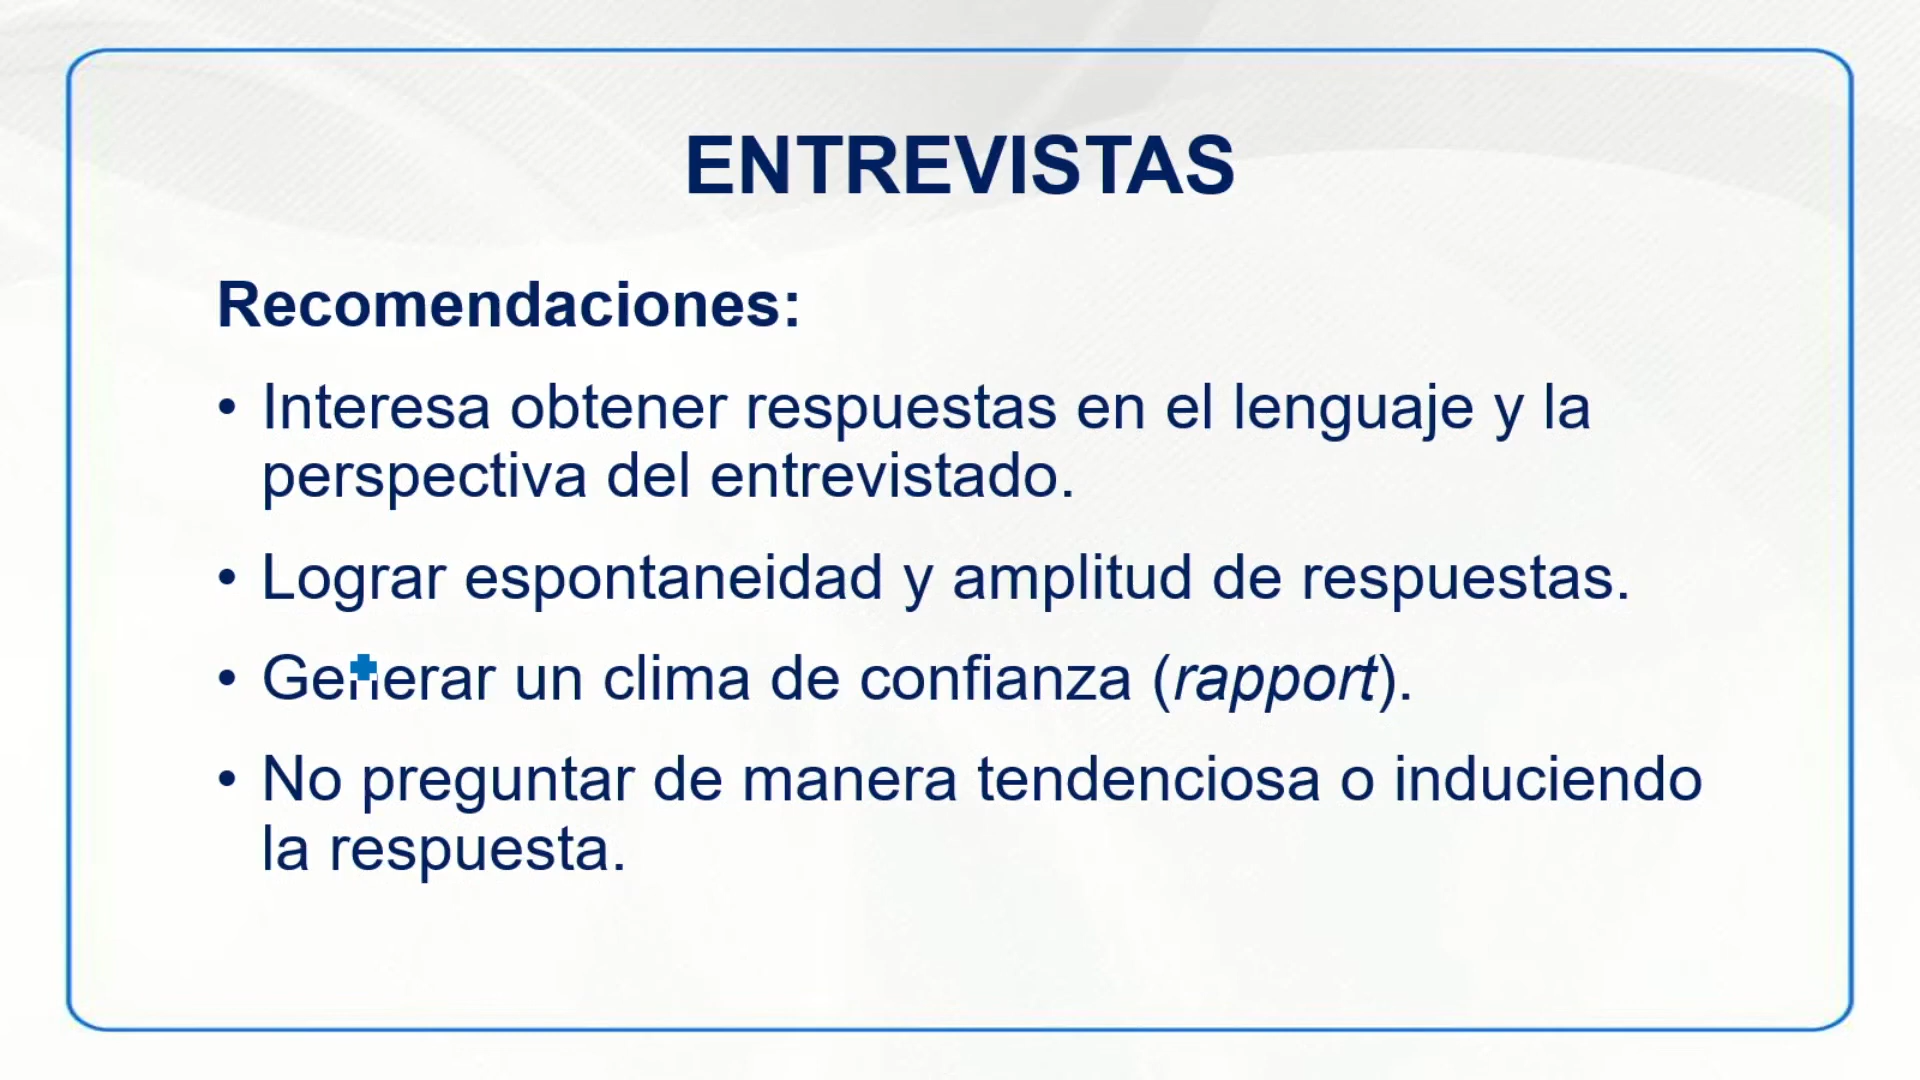 ENTREVISTAS
Recomendaciones:
• Interesa obtener respuestas en el lenguaje y la
perspectiva del entrevistado.
• Lograr espontaneidad y amplitud de respuestas.
• Generar un clima de confianza (rapport).
• No preguntar de manera tendenciosa o induciendo
la respuesta.